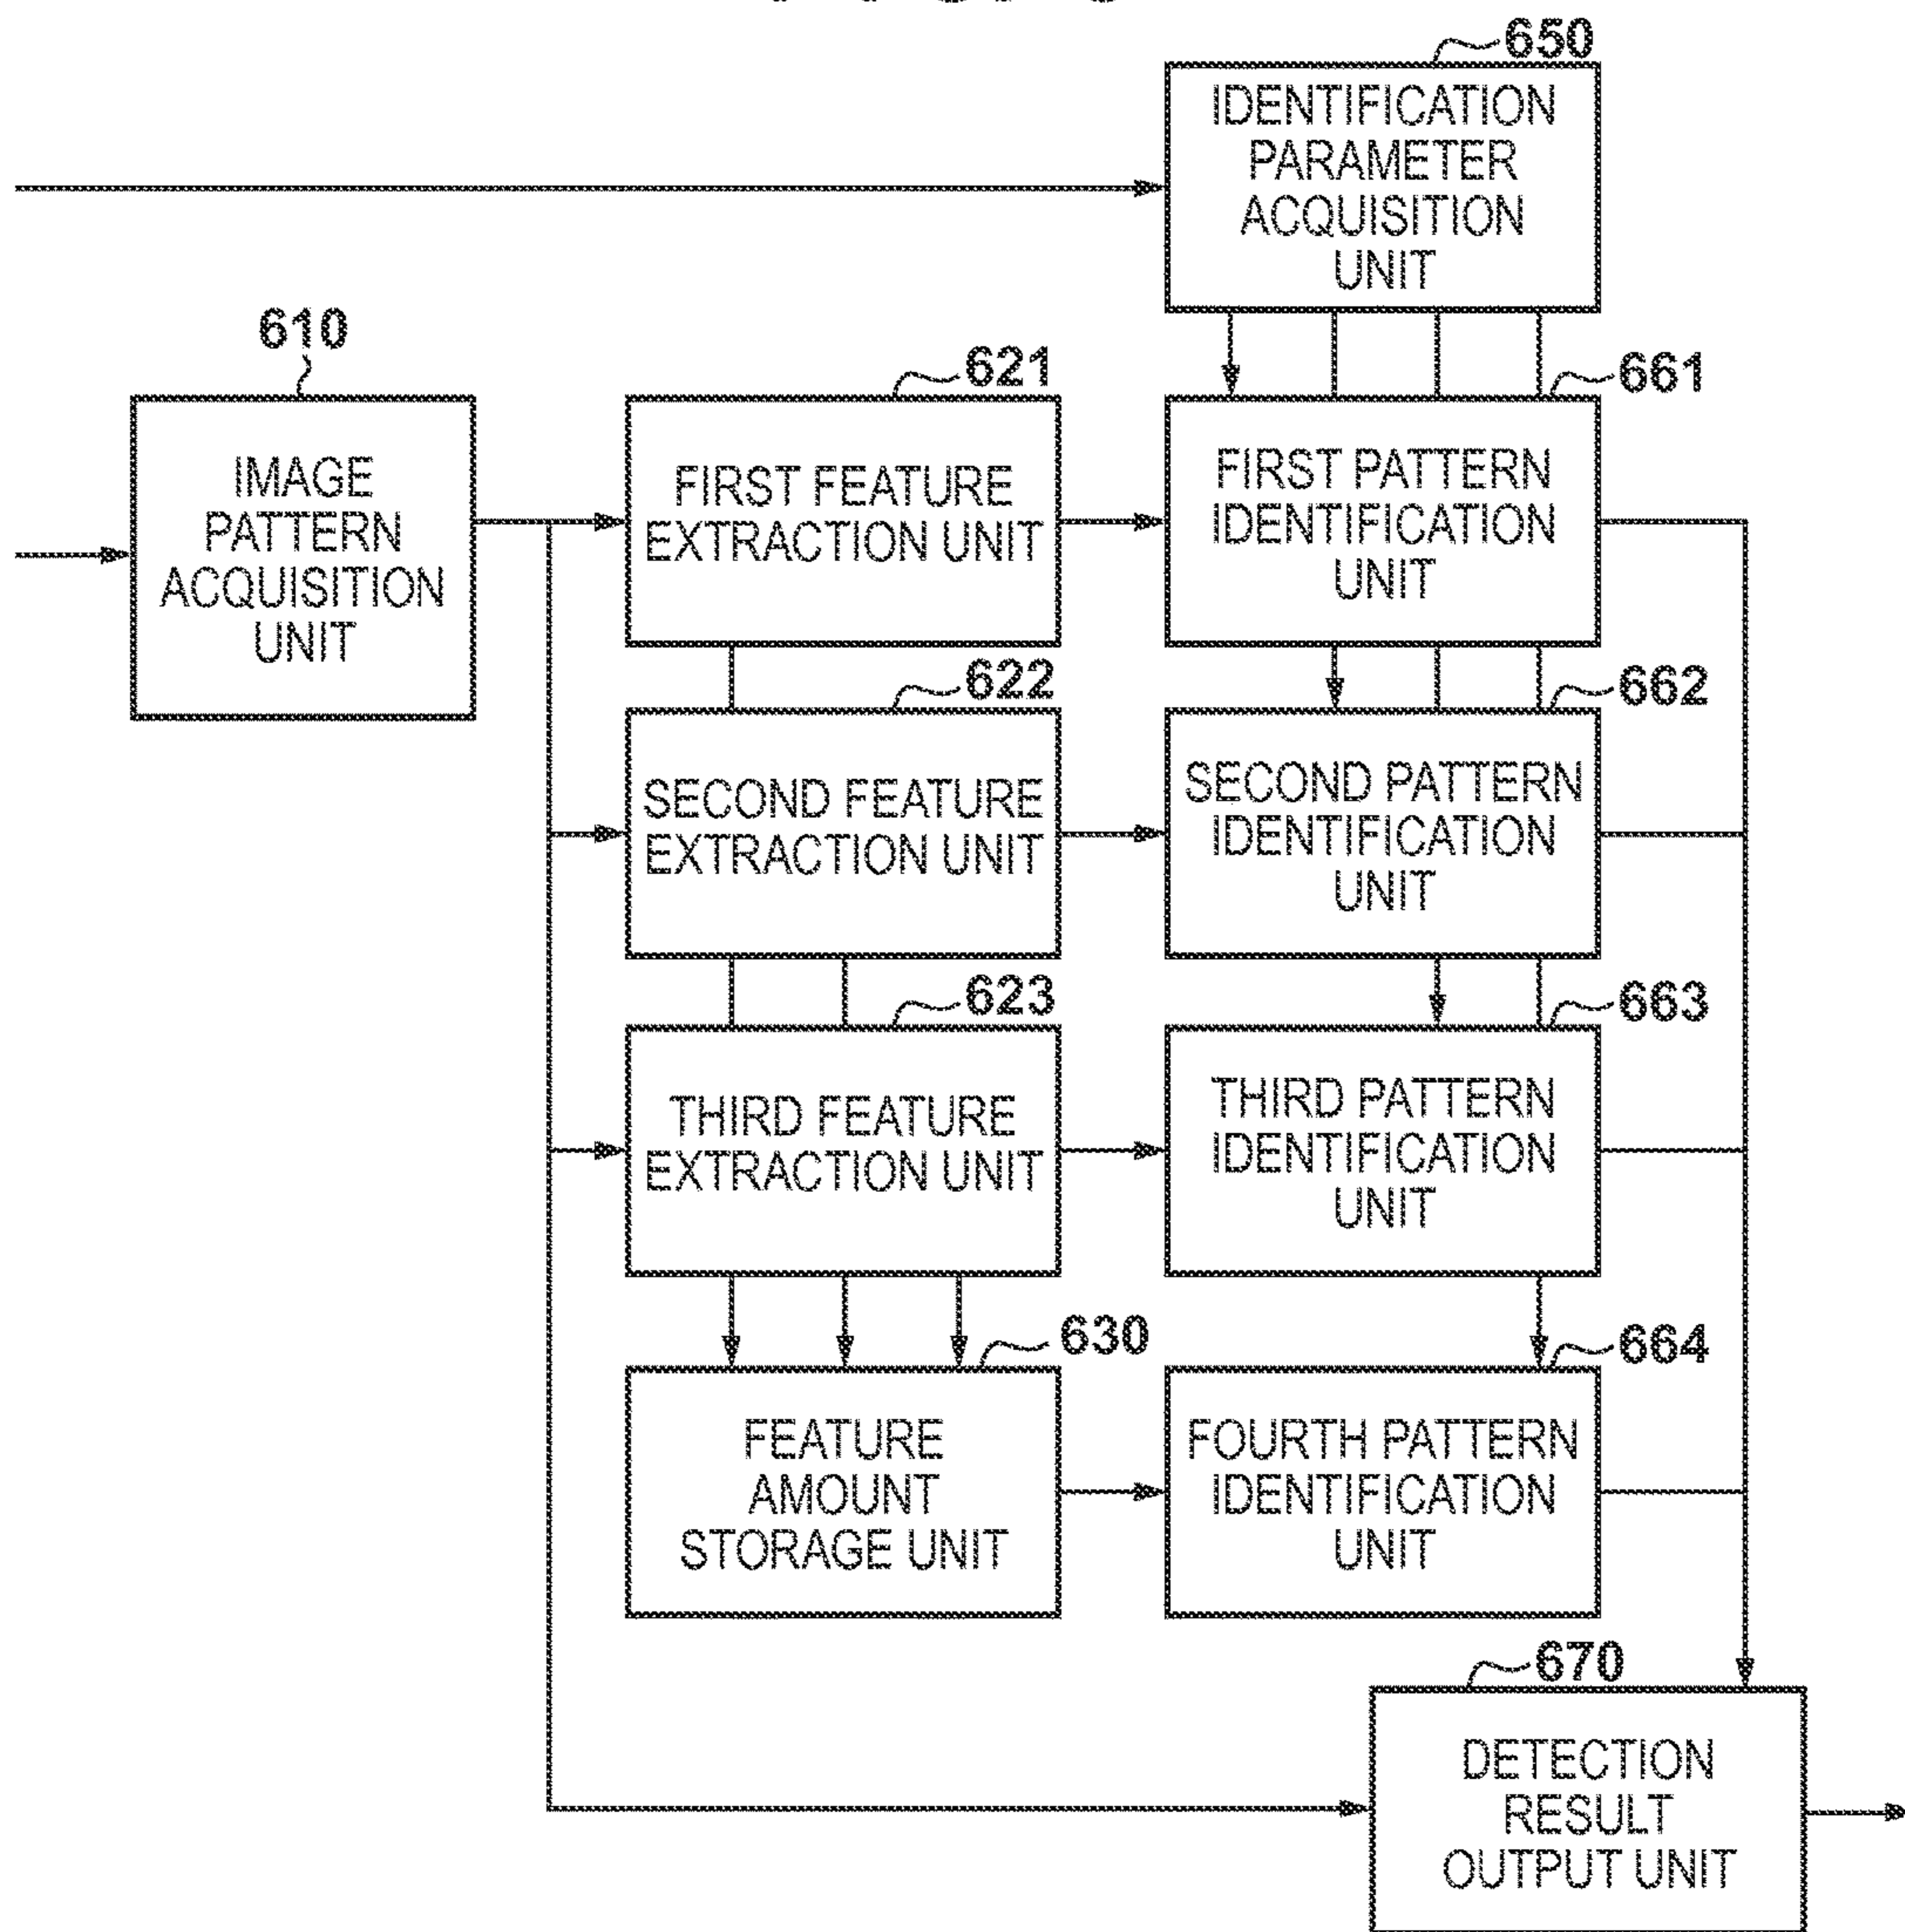 650
IDENTIFICATION
PARAMETER
ACQUISITION
UNIT
610
IMAGE
PATTERN
ACQUISITION
UNIT
621
FIRST FEATURE
EXTRACTION UNIT
661
FIRST PATTERN
IDENTIFICATION
UNIT
622
SECOND FEATURE
EXTRACTION UNIT
662
SECOND PATTERN
IDENTIFICATION
UNIT
623
THIRD FEATURE
EXTRACTION UNIT
663
THIRD PATTERN
IDENTIFICATION
UNIT
630
FEATURE
AMOUNT
STORAGE UNIT
664
FOURTH PATTERN
IDENTIFICATION
UNIT
670
DETECTION
RESULT
OUTPUT UNIT